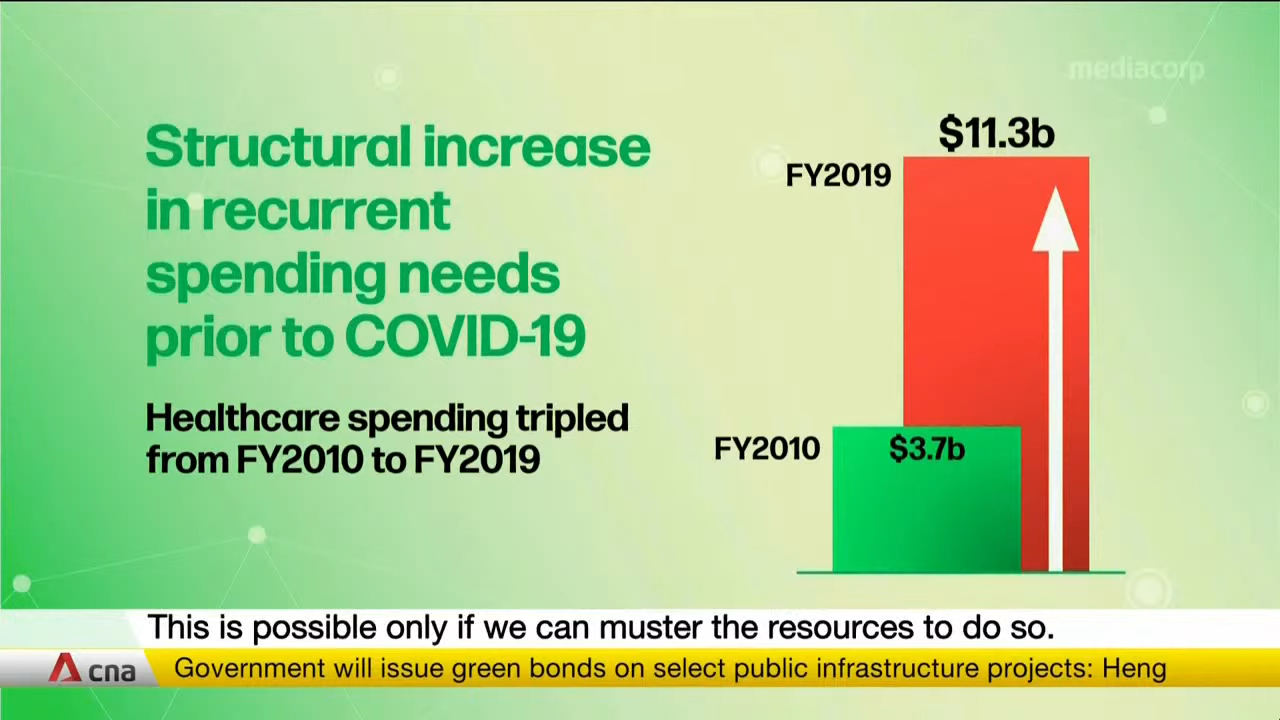 mediacorp
Structural increase
in recurrent
spending needs
prior to COVID-19
Healthcare spending tripled
from FY2010 to FY2019
$11.3b
FY2019
FY2010
$3.7b
This is possible only if we can muster the resources to do so.
cna
Government will issue green bonds on select public infrastructure projects: Heng